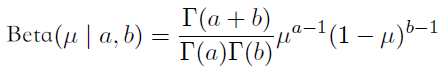 Beta(μ | a, b) = Γ(a + b) / Γ(a)Γ(b) μ^{a−1}(1 − μ)^{b−1}